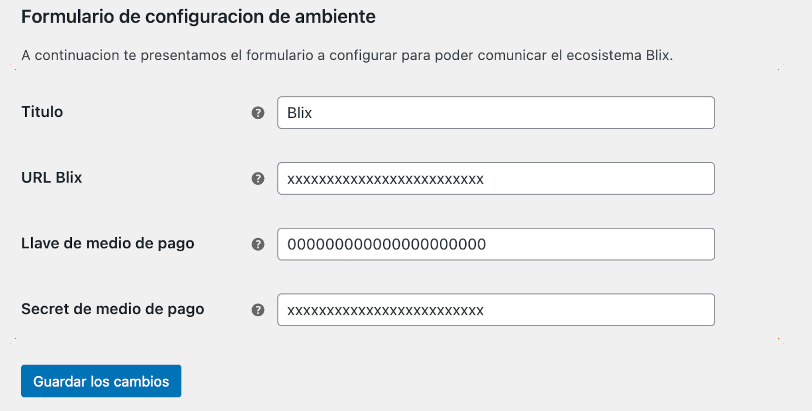 Formulario de configuracion de ambiente
A continuacion te presentamos el formulario a configurar para poder comunicar el ecosistema Blix.
Titulo ? Blix
URL Blix ? xxxxxxxxxxxxxxxxxxxxxxxxx
Llave de medio de pago ? 0000000000000000000000
Secret de medio de pago ? xxxxxxxxxxxxxxxxxxxxxxxxx
Guardar los cambios